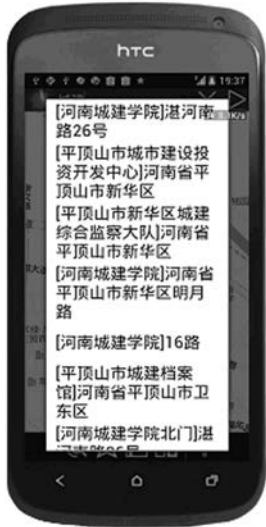 htc
19:37
[河南城建学院]湛河南
路26号
[平顶山市城市建设投
资开发中心]河南省平
顶山市新华区
[平顶山市新华区城建
综合监察大队]河南省
平顶山市新华区
[河南城建学院]河南省
平顶山市新华区明月
路
[河南城建学院]16路
[平顶山市城建档案
馆]河南省平顶山市卫
东区
[河南城建学院北门]湛